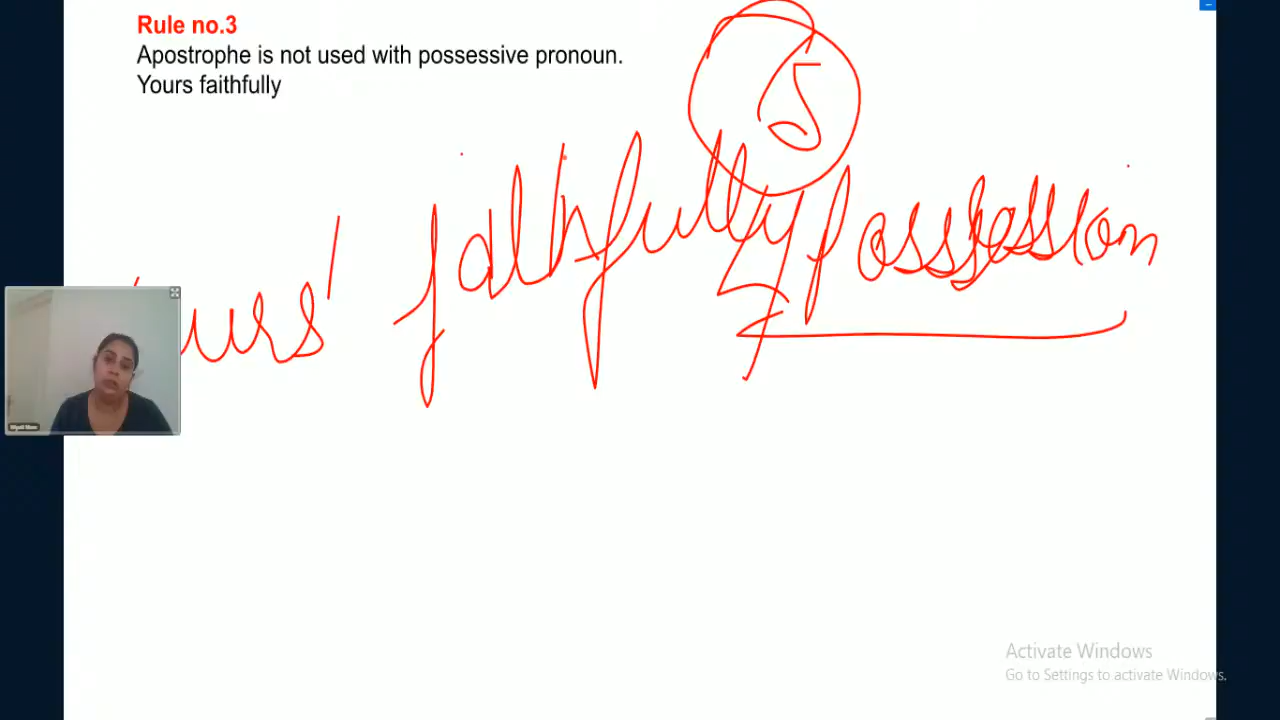 Rule no.3
Apostrophe is not used with possessive pronoun.
Yours faithfully
5
urs' faithfully possession
Activate Windows
Go to Settings to activate Windows.